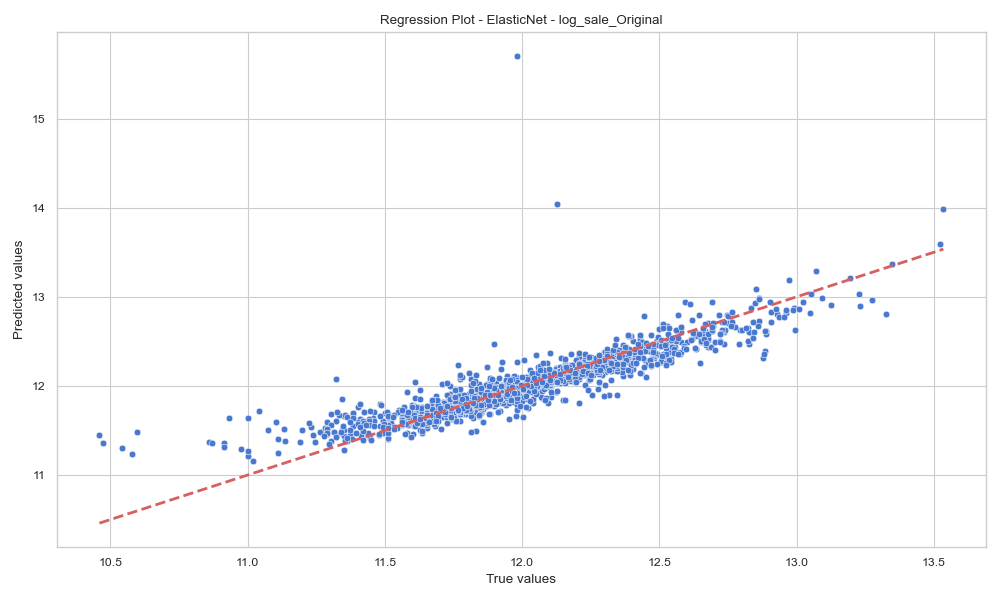 Regression Plot - ElasticNet - log_sale_Original
Predicted values
15
14
13
12
11
10.5 11.0 11.5 12.0 12.5 13.0 13.5
True values